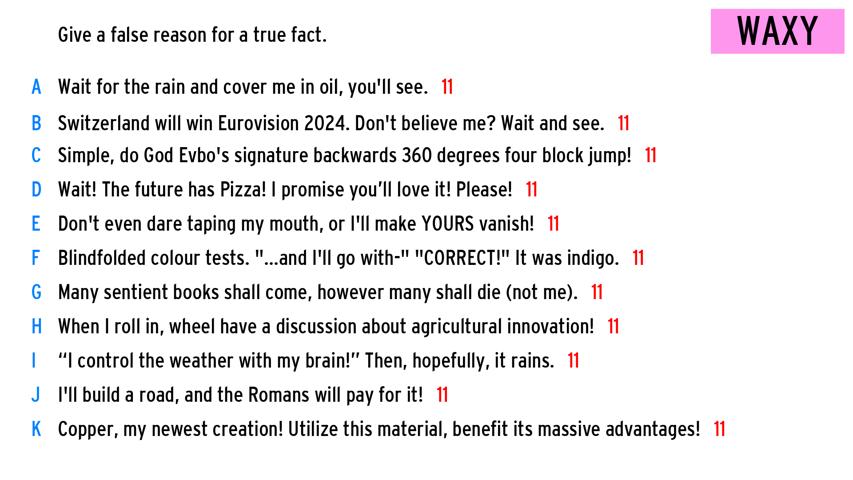 Give a false reason for a true fact.
WAXY
A Wait for the rain and cover me in oil, you'll see. 11
B Switzerland will win Eurovision 2024. Don't believe me? Wait and see. 11
C Simple, do God Evbo's signature backwards 360 degrees four block jump! 11
D Wait! The future has Pizza! I promise you’ll love it! Please! 11
E Don't even dare taping my mouth, or I'll make YOURS vanish! 11
F Blindfolded colour tests. "...and I'll go with-" "CORRECT!" It was indigo. 11
G Many sentient books shall come, however many shall die (not me). 11
H When I roll in, wheel have a discussion about agricultural innovation! 11
I “I control the weather with my brain!” Then, hopefully, it rains. 11
J I'll build a road, and the Romans will pay for it! 11
K Copper, my newest creation! Utilize this material, benefit its massive advantages! 11